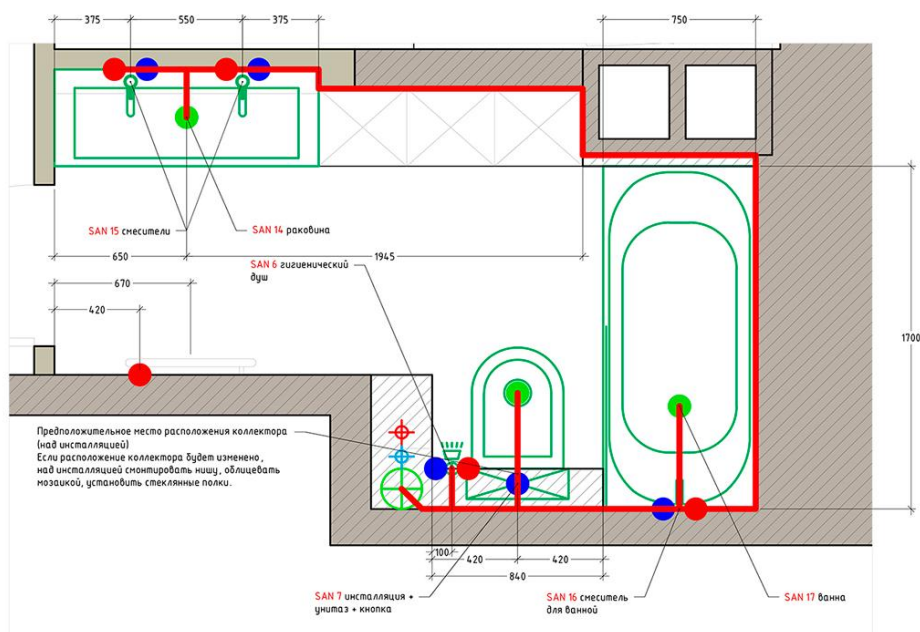 375
550
375
750
SAN 15 смесители
SAN 14 раковина
650
1945
SAN 6 гигиенический
душ
670
420
1700
Предположительное место расположения коллектора
(над инсталляцией)
Если расположение коллектора будет изменено,
над инсталляцией смонтировать нишу, облицевать
мозаикой, установить стеклянные полки.
100
420
420
840
SAN 7 инсталляция +
унитаз + кнопка
SAN 16 смеситель
для ванной
SAN 17 ванна